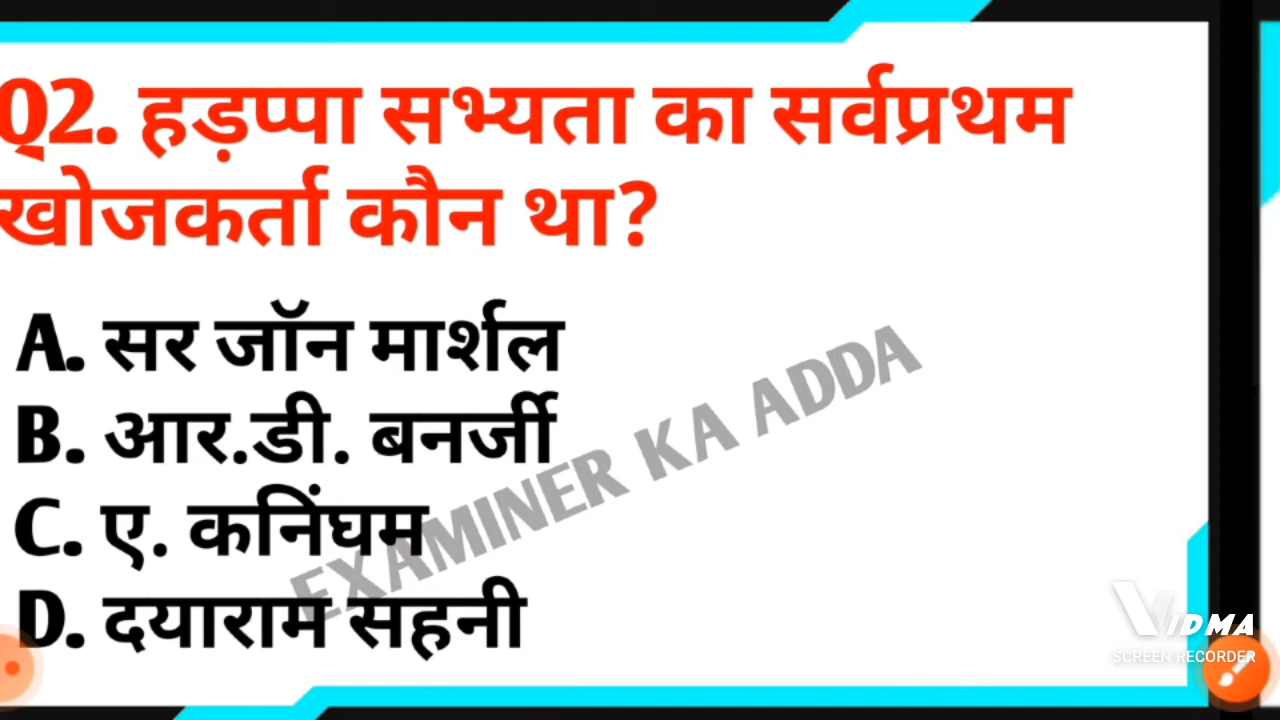 Q2. हड़प्पा सभ्यता का सर्वप्रथम
खोजकर्ता कौन था?
A. सर जॉन मार्शल
B. आर.डी. बनर्जी
C. ए. कनिंघम
D. दयाराम सहनी
EXAMINER KA ADDA
VIDMA
SCREEN RECORDER